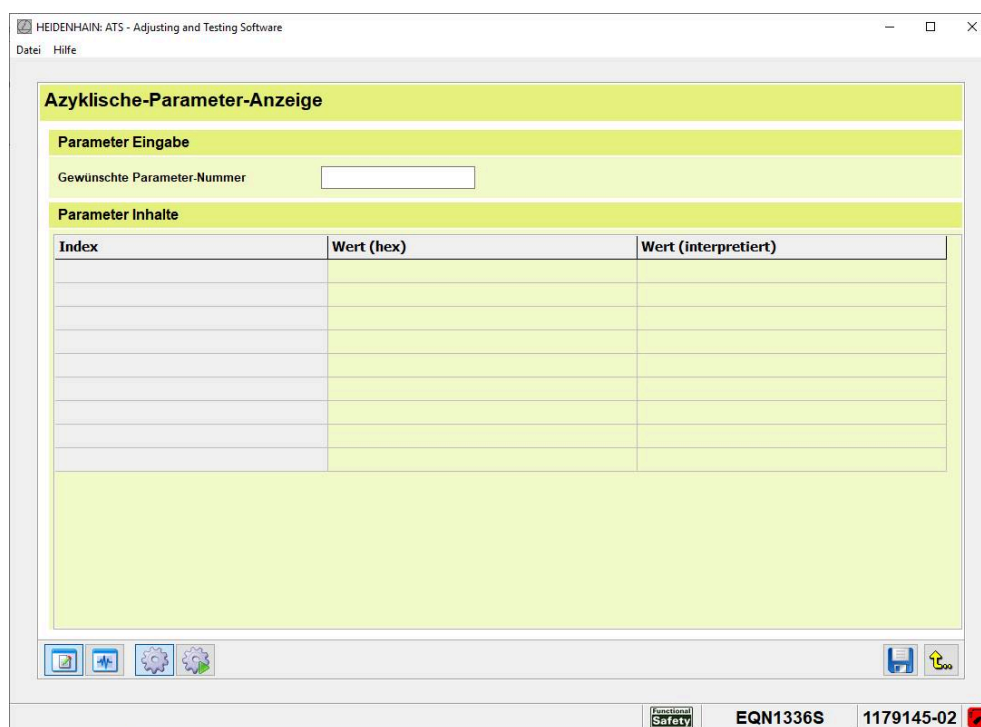 HEIDENHAIN: ATS - Adjusting and Testing Software
Datei Hilfe
Azyklische-Parameter-Anzeige
Parameter Eingabe
Gewünschte Parameter-Nummer
Parameter Inhalte
Index Wert (hex) Wert (interpretiert)
Functional
Safety
EQN1336S 1179145-02